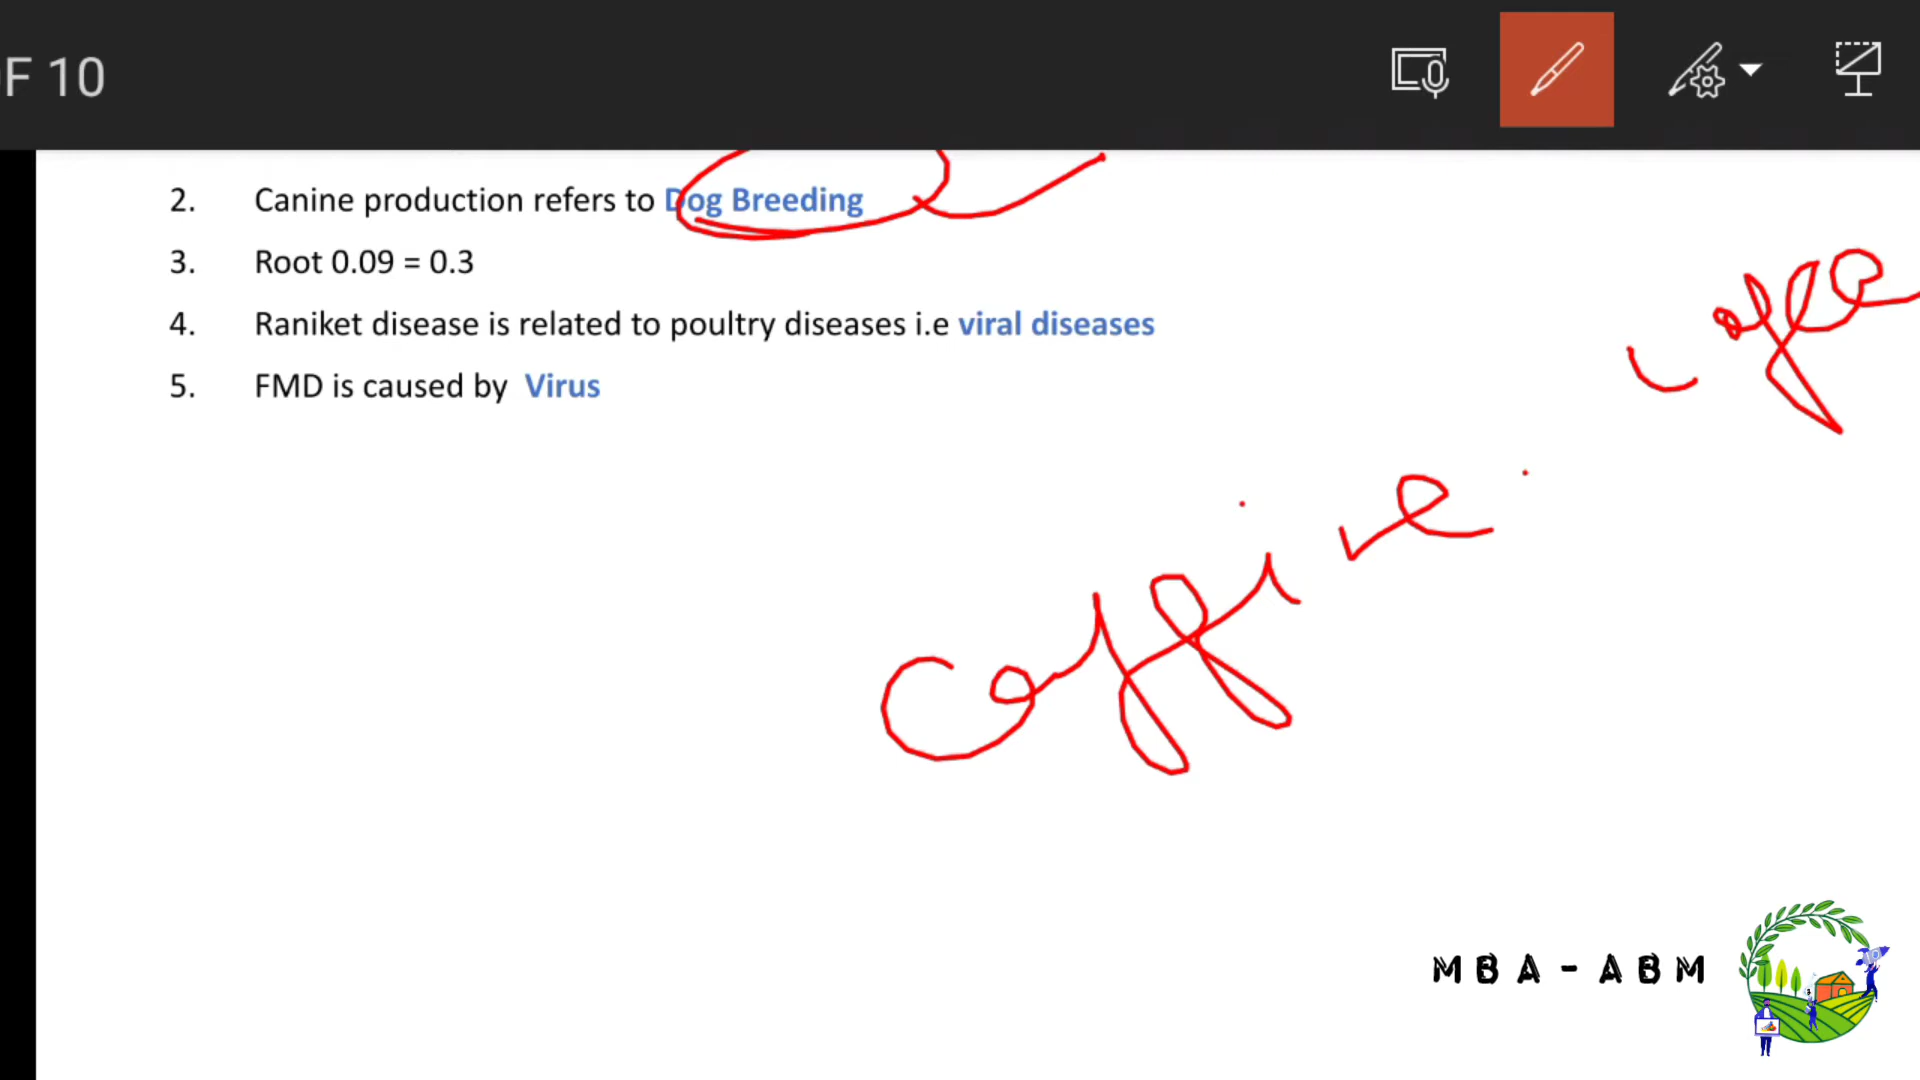 OF 10
2. Canine production refers to Dog Breeding
3. Root 0.09 = 0.3
4. Raniket disease is related to poultry diseases i.e viral diseases
5. FMD is caused by Virus
MBA-ABM